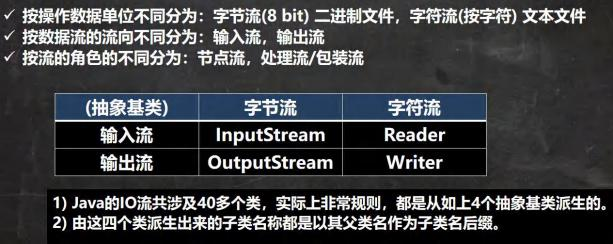 ✓ 按操作数据单位不同分为：字节流(8 bit) 二进制文件，字符流(按字符) 文本文件
✓ 按数据流的流向不同分为：输入流，输出流
✓ 按流的角色的不同分为：节点流，处理流/包装流
(抽象基类) 字节流 字符流
输入流 InputStream Reader
输出流 OutputStream Writer
1) Java的IO流共涉及40多个类，实际上非常规则，都是从如上4个抽象基类派生的。
2) 由这四个类派生出来的子类名称都是以其父类名作为子类名后缀。